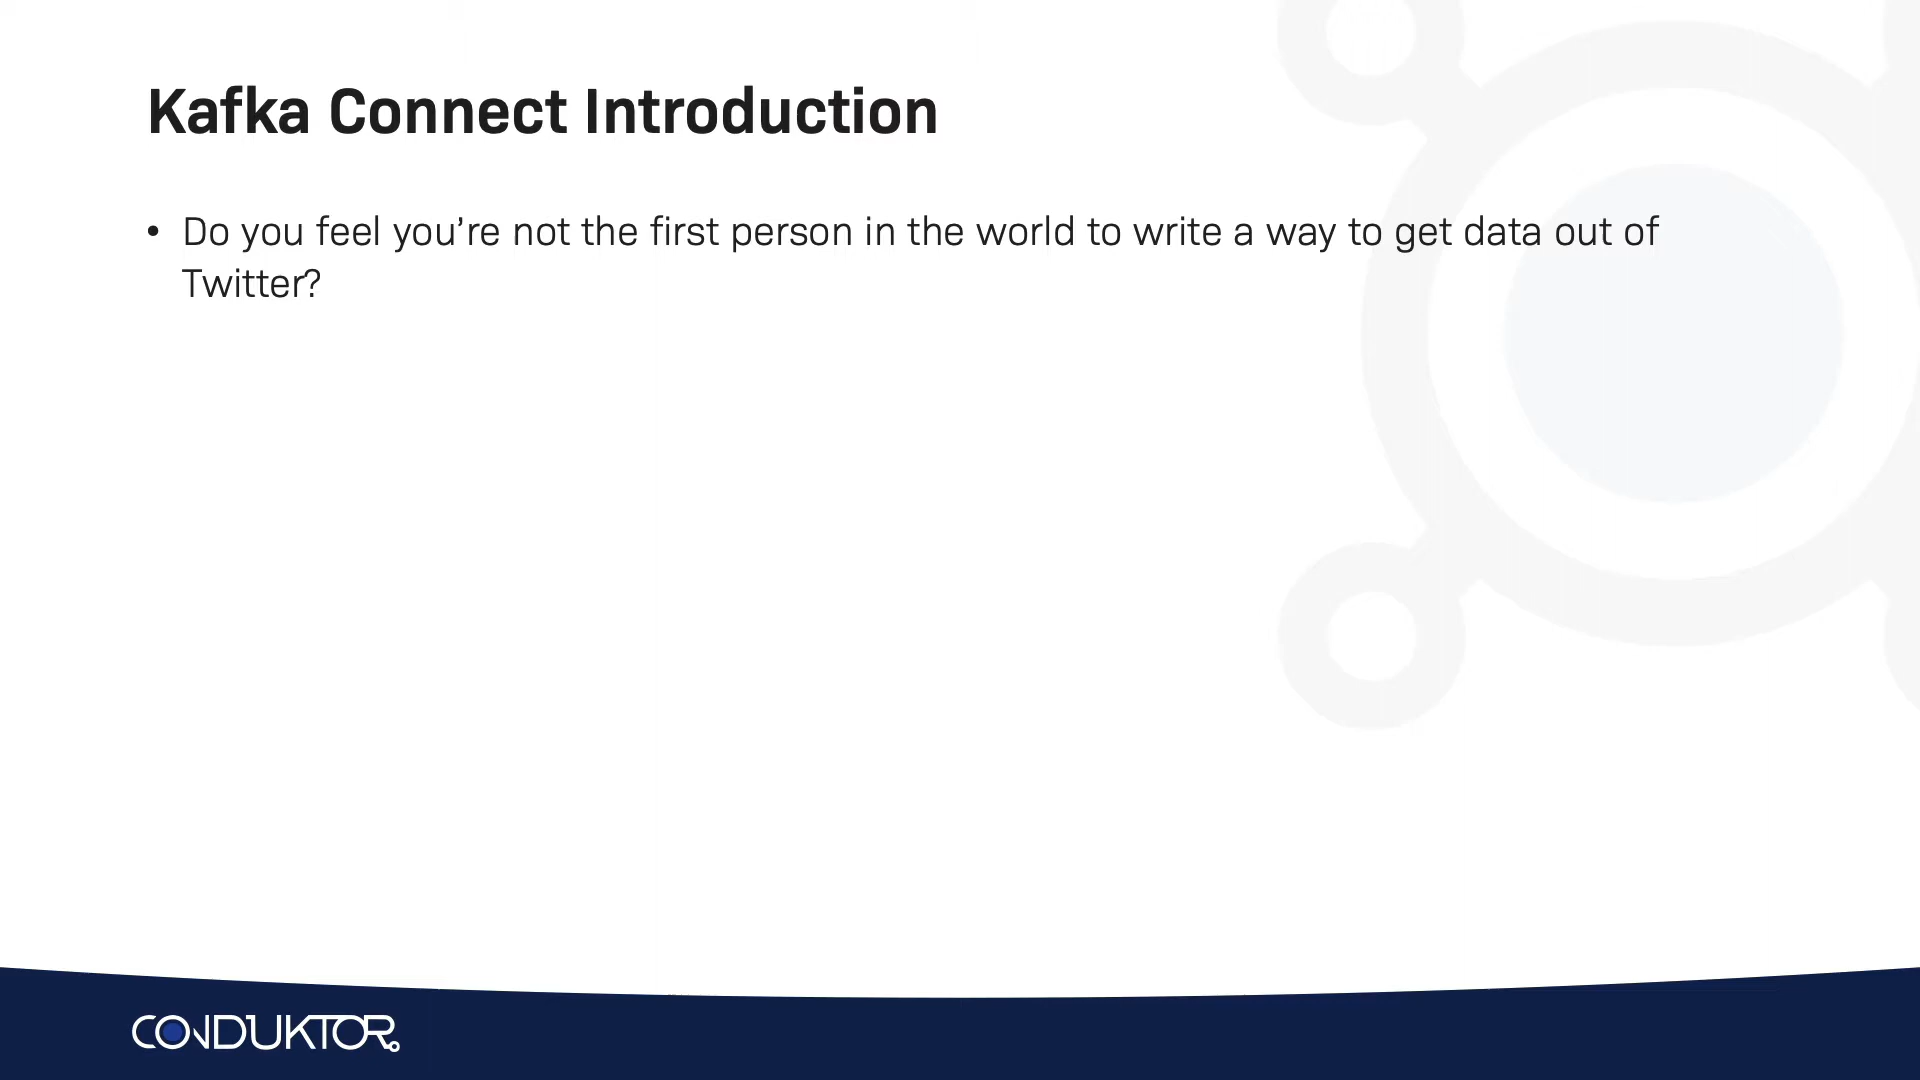 Kafka Connect Introduction
• Do you feel you’re not the first person in the world to write a way to get data out of
Twitter?
CONDUKTOR